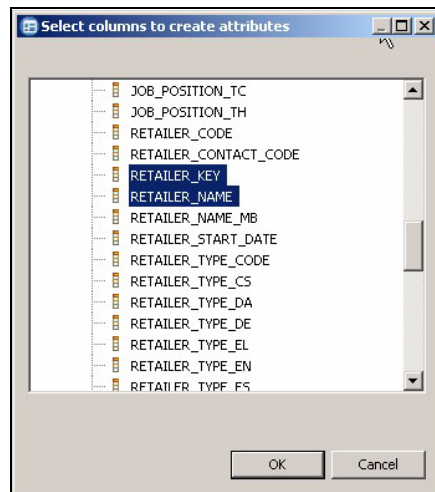 Select columns to create attributes
JOB_POSITION_TC
JOB_POSITION_TH
RETAILER_CODE
RETAILER_CONTACT_CODE
RETAILER_KEY
RETAILER_NAME
RETAILER_NAME_MB
RETAILER_START_DATE
RETAILER_TYPE_CODE
RETAILER_TYPE_CS
RETAILER_TYPE_DA
RETAILER_TYPE_DE
RETAILER_TYPE_EL
RETAILER_TYPE_EN
RETAILER_TYPE_ES
OK Cancel